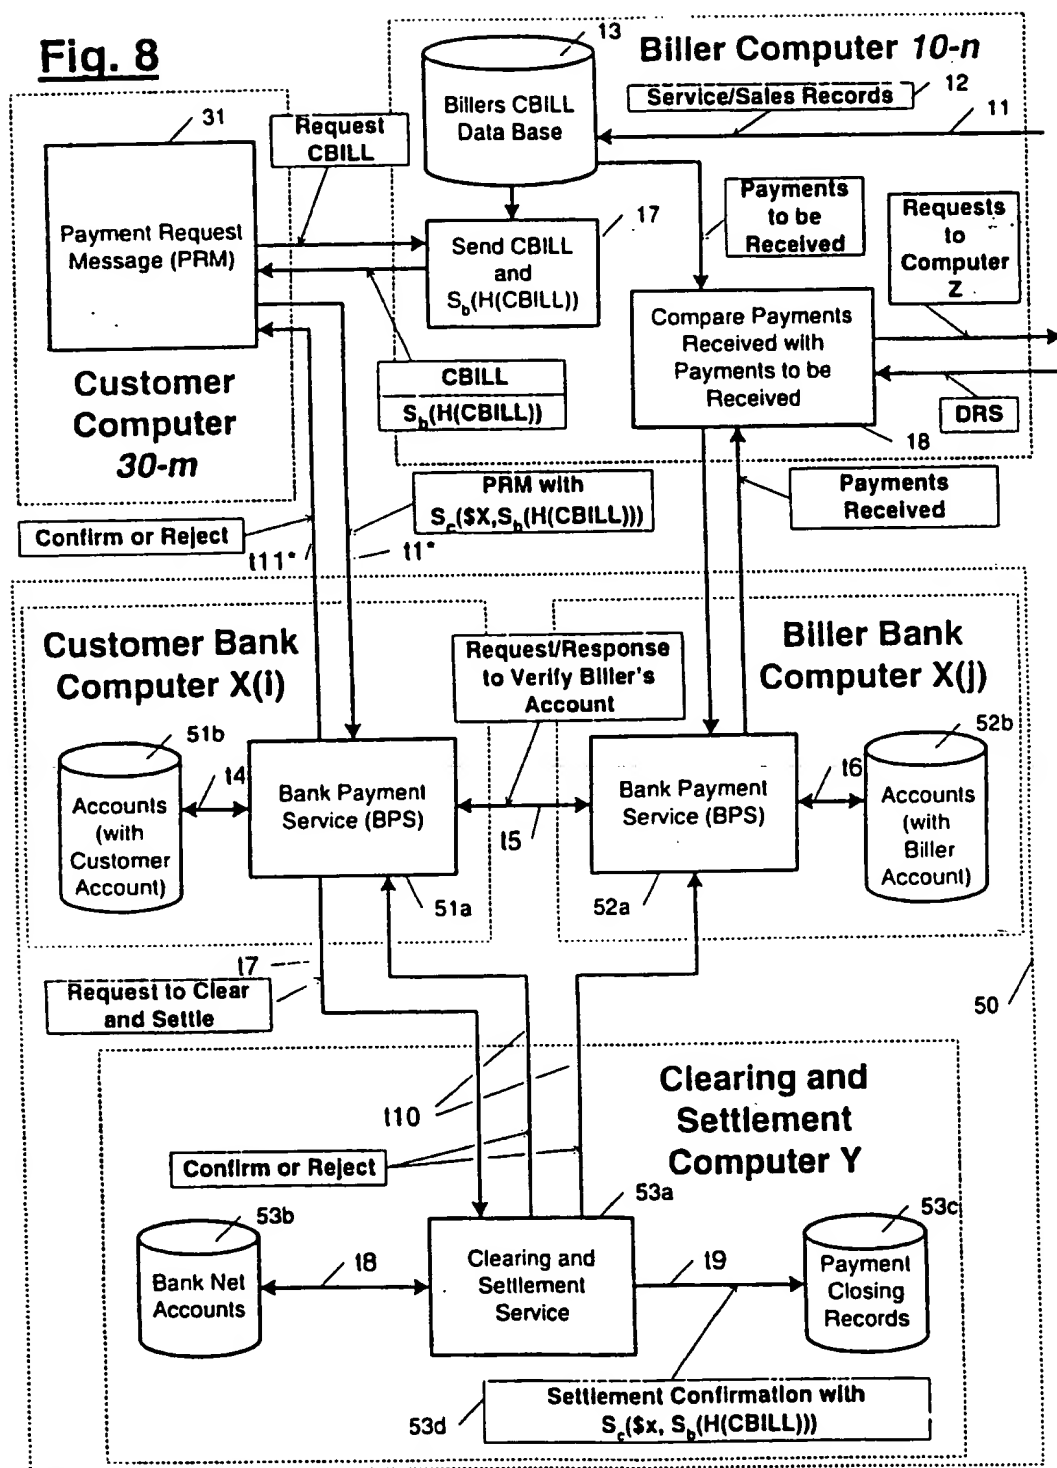 Fig. 8
13
Biller Computer 10-n
Service/Sales Records
12
11
Billers CBILL
Data Base
31
Request
CBILL
Payment Request
Message (PRM)
Send CBILL
and
S_b(H(CBILL))
17
Payments
to be
Received
Requests
to
Computer
Z
Compare Payments
Received with
Payments to be
Received
DRS
18
CBILL
S_b(H(CBILL))
Customer
Computer
30-m
PRM with
S_c($X,S_b(H(CBILL)))
Payments
Received
Confirm or Reject
t11*
t1*
Customer Bank
Computer X(i)
Request/Response
to Verify Biller's
Account
Biller Bank
Computer X(j)
51b
t4
Accounts
(with
Customer
Account)
Bank Payment
Service (BPS)
51a
t5
Bank Payment
Service (BPS)
52a
t6
52b
Accounts
(with
Biller
Account)
t7
Request to Clear
and Settle
50
t10
Confirm or Reject
Clearing and
Settlement
Computer Y
53b
Bank Net
Accounts
t8
53a
Clearing and
Settlement
Service
t9
53c
Payment
Closing
Records
53d
Settlement Confirmation with
S_c($x, S_b(H(CBILL)))